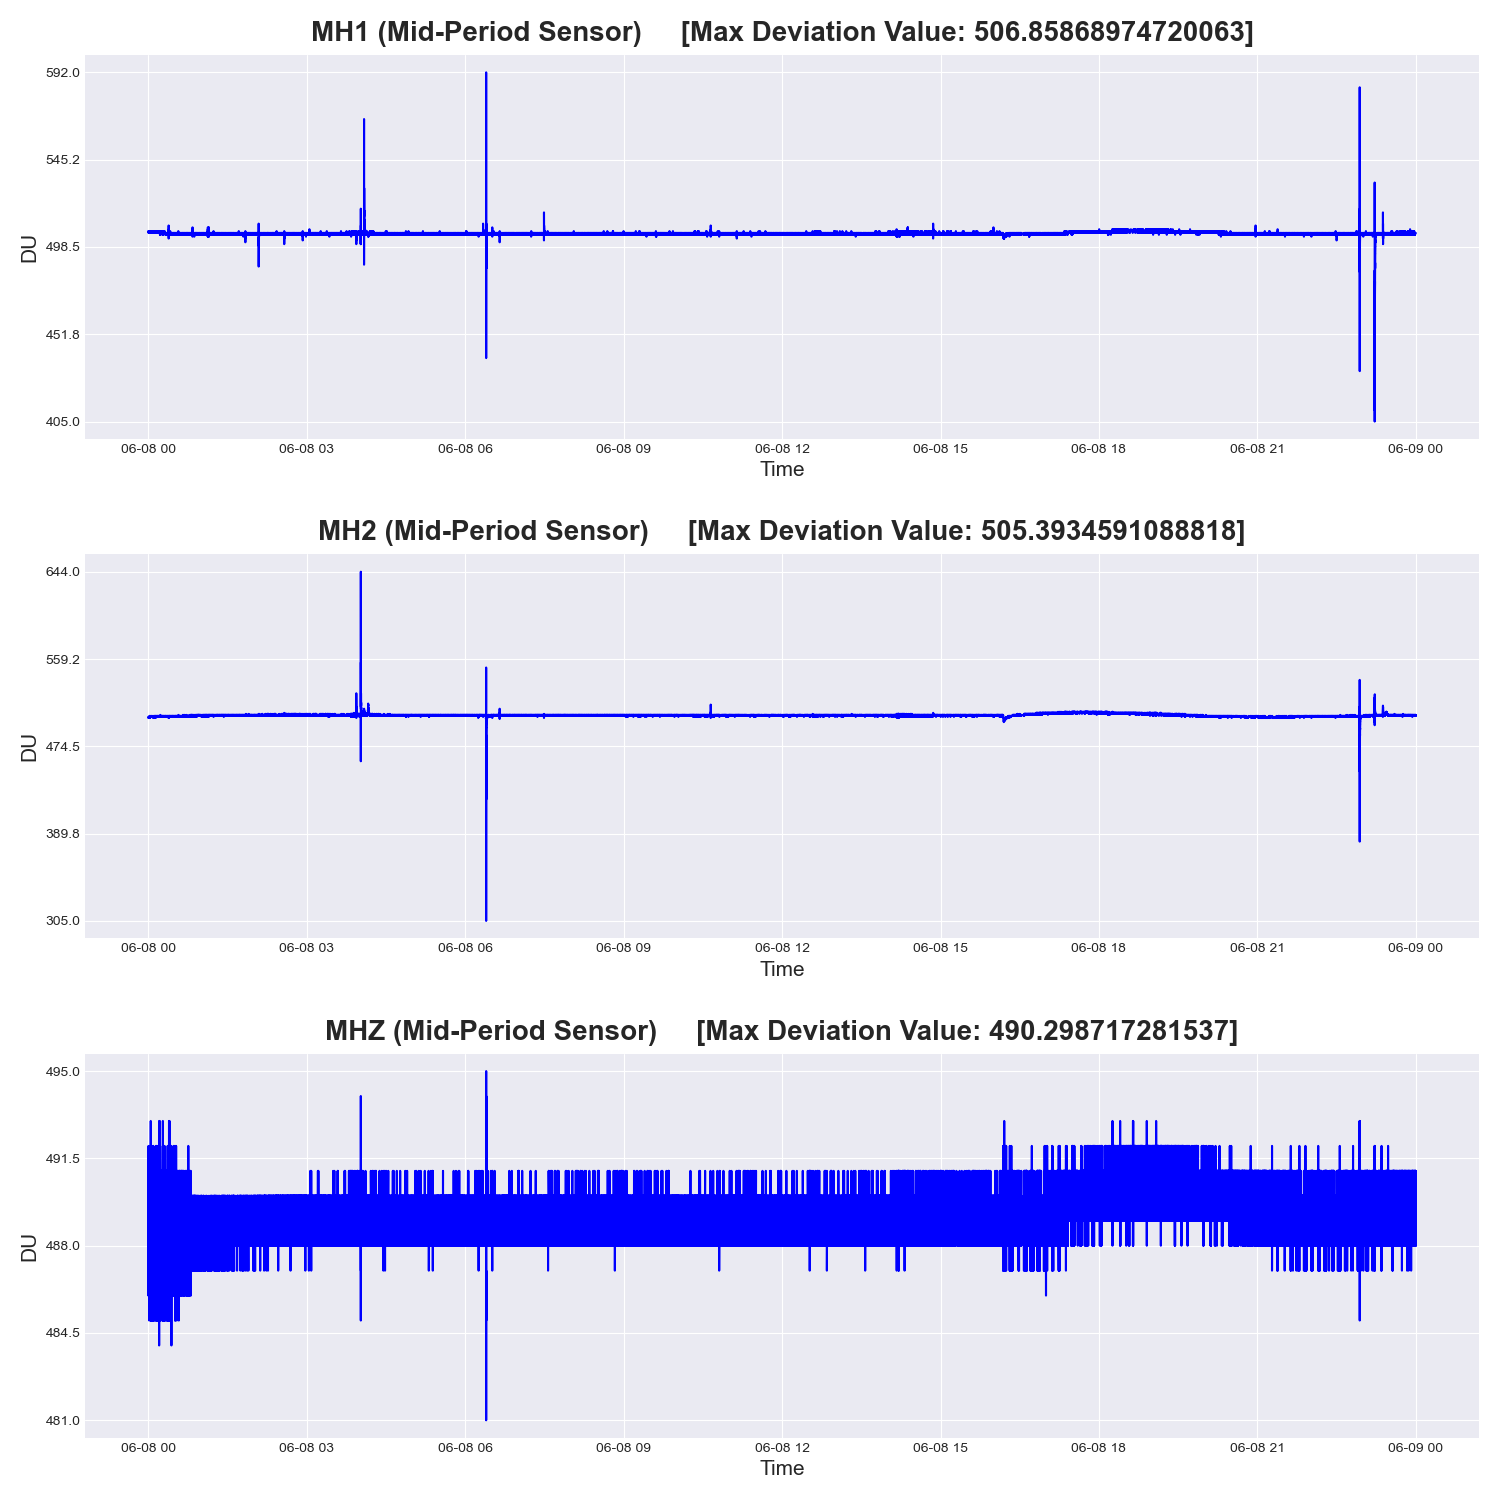 MH1 (Mid-Period Sensor)     [Max Deviation Value: 506.85868974720063]
592.0
545.2
498.5
451.8
405.0
DU
06-08 00 06-08 03 06-08 06 06-08 09 06-08 12 06-08 15 06-08 18 06-08 21 06-09 00
Time
MH2 (Mid-Period Sensor)     [Max Deviation Value: 505.3934591088818]
644.0
559.2
474.5
389.8
305.0
DU
06-08 00 06-08 03 06-08 06 06-08 09 06-08 12 06-08 15 06-08 18 06-08 21 06-09 00
Time
MHZ (Mid-Period Sensor)     [Max Deviation Value: 490.298717281537]
495.0
491.5
488.0
484.5
481.0
DU
06-08 00 06-08 03 06-08 06 06-08 09 06-08 12 06-08 15 06-08 18 06-08 21 06-09 00
Time